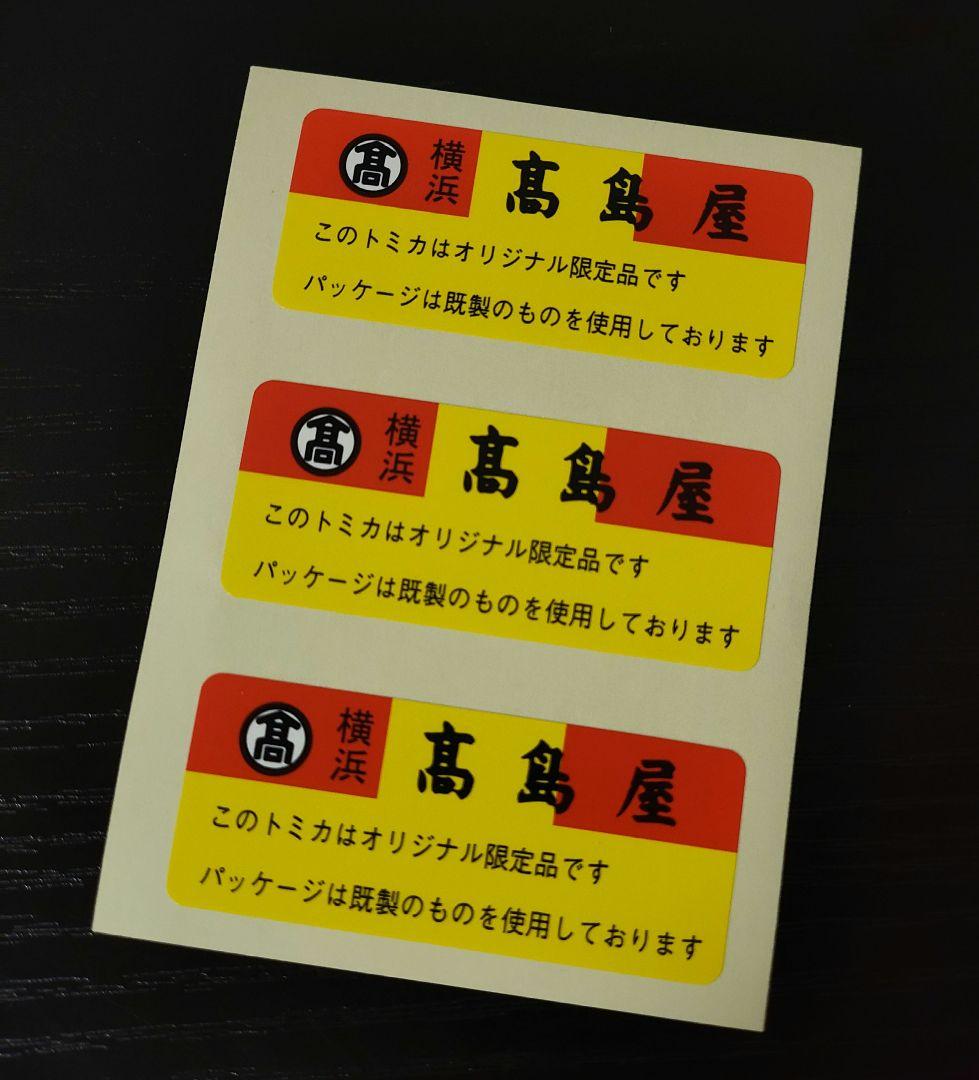 髙 横浜 髙島屋
このトミカはオリジナル限定品です
パッケージは既製のものを使用しております
髙 横浜 髙島屋
このトミカはオリジナル限定品です
パッケージは既製のものを使用しております
髙 横浜 髙島屋
このトミカはオリジナル限定品です
パッケージは既製のものを使用しております